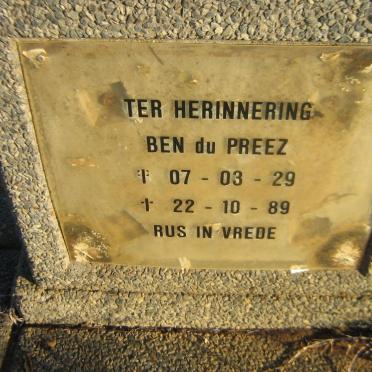 TER HERINNERING
BEN du PREEZ
* 07 - 03 - 29
† 22 - 10 - 89
RUS IN VREDE